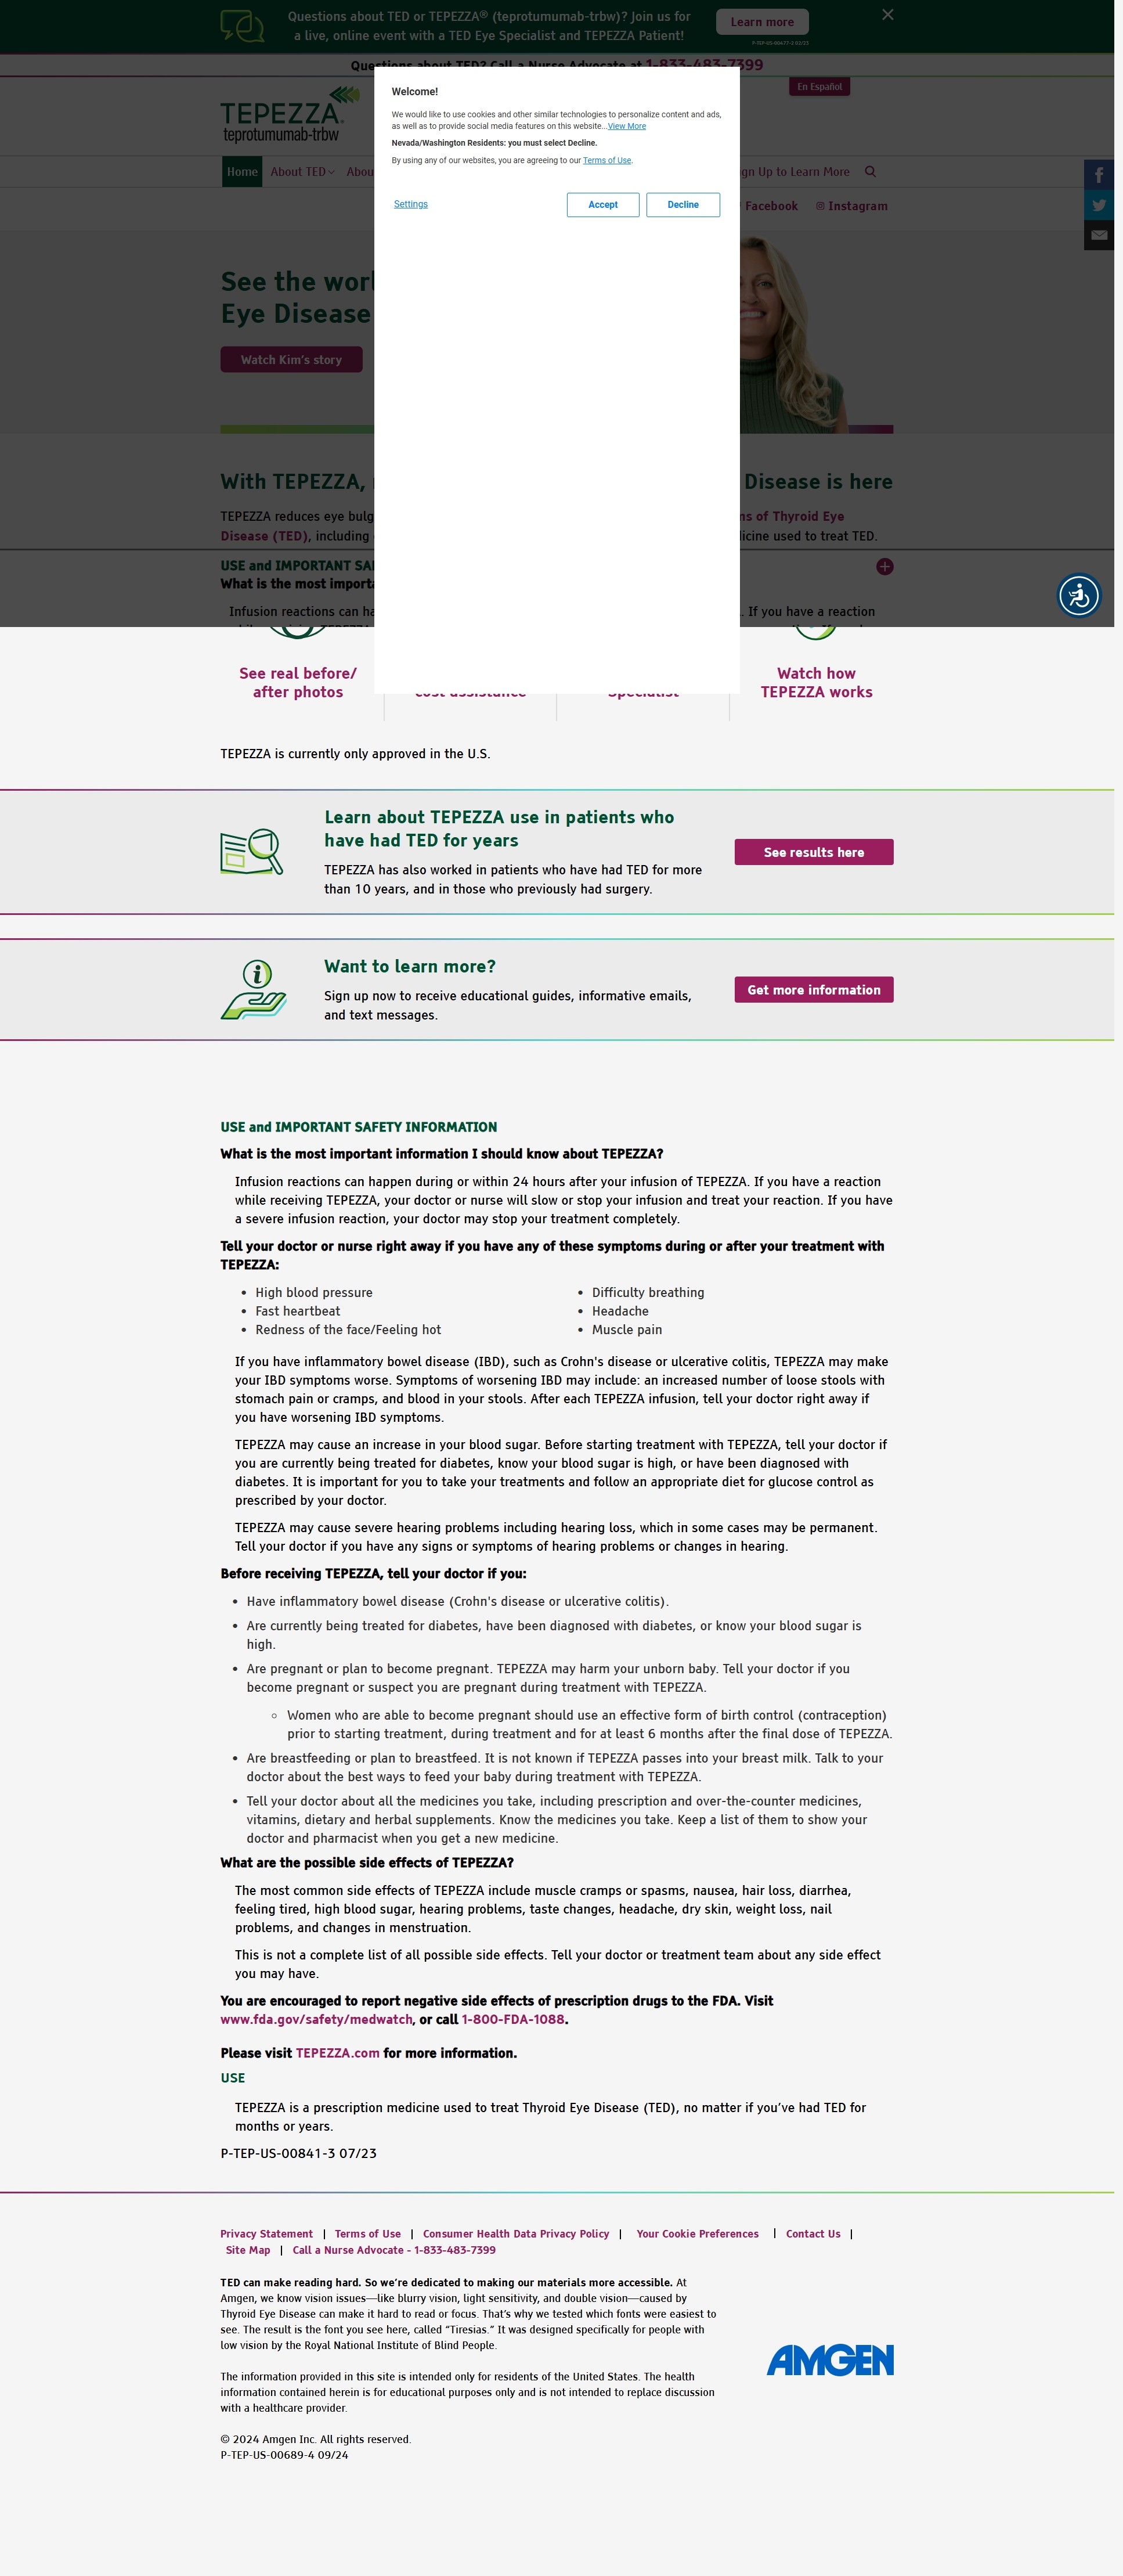 Questions about TED or TEPEZZA® (teprotumumab-trbw)? Join us for
a live, online event with a TED Eye Specialist and TEPEZZA Patient!
Learn more
P-TEP-US-00477-3 02/23
Questions about TED? Call a Nurse Advocate at 1-833-483-7399
En Español
TEPEZZA
teprotumumab-trbw
Home
About TED
Sign Up to Learn More
Facebook
Instagram
Welcome!
We would like to use cookies and other similar technologies to personalize content and ads,
as well as to provide social media features on this website...View More
Nevada/Washington Residents: you must select Decline.
By using any of our websites, you are agreeing to our Terms of Use.
Settings
Accept
Decline
See the
Eye Disease
Watch Kim's story
With TEPEZZA,
Disease is here
TEPEZZA reduces eye
of Thyroid Eye
Disease (TED), including
used to treat TED.
USE and IMPORTANT
What is the most
Infusion reactions can
If you have a reaction
See real before/
after photos
cost assistance
Specialist
Watch how
TEPEZZA works
TEPEZZA is currently only approved in the U.S.
Learn about TEPEZZA use in patients who
have had TED for years
TEPEZZA has also worked in patients who have had TED for more
than 10 years, and in those who previously had surgery.
See results here
Want to learn more?
Sign up now to receive educational guides, informative emails,
and text messages.
Get more information
USE and IMPORTANT SAFETY INFORMATION
What is the most important information I should know about TEPEZZA?
Infusion reactions can happen during or within 24 hours after your infusion of TEPEZZA. If you have a reaction
while receiving TEPEZZA, your doctor or nurse will slow or stop your infusion and treat your reaction. If you have
a severe infusion reaction, your doctor may stop your treatment completely.
Tell your doctor or nurse right away if you have any of these symptoms during or after your treatment with
TEPEZZA:
• High blood pressure
• Fast heartbeat
• Redness of the face/Feeling hot
• Difficulty breathing
• Headache
• Muscle pain
If you have inflammatory bowel disease (IBD), such as Crohn's disease or ulcerative colitis, TEPEZZA may make
your IBD symptoms worse. Symptoms of worsening IBD may include: an increased number of loose stools with
stomach pain or cramps, and blood in your stools. After each TEPEZZA infusion, tell your doctor right away if
you have worsening IBD symptoms.
TEPEZZA may cause an increase in your blood sugar. Before starting treatment with TEPEZZA, tell your doctor if
you are currently being treated for diabetes, know your blood sugar is high, or have been diagnosed with
diabetes. It is important for you to take your treatments and follow an appropriate diet for glucose control as
prescribed by your doctor.
TEPEZZA may cause severe hearing problems including hearing loss, which in some cases may be permanent.
Tell your doctor if you have any signs or symptoms of hearing problems or changes in hearing.
Before receiving TEPEZZA, tell your doctor if you:
• Have inflammatory bowel disease (Crohn's disease or ulcerative colitis).
• Are currently being treated for diabetes, have been diagnosed with diabetes, or know your blood sugar is
high.
• Are pregnant or plan to become pregnant. TEPEZZA may harm your unborn baby. Tell your doctor if you
become pregnant or suspect you are pregnant during treatment with TEPEZZA.
○ Women who are able to become pregnant should use an effective form of birth control (contraception)
prior to starting treatment, during treatment and for at least 6 months after the final dose of TEPEZZA.
• Are breastfeeding or plan to breastfeed. It is not known if TEPEZZA passes into your breast milk. Talk to your
doctor about the best ways to feed your baby during treatment with TEPEZZA.
• Tell your doctor about all the medicines you take, including prescription and over-the-counter medicines,
vitamins, dietary and herbal supplements. Know the medicines you take. Keep a list of them to show your
doctor and pharmacist when you get a new medicine.
What are the possible side effects of TEPEZZA?
The most common side effects of TEPEZZA include muscle cramps or spasms, nausea, hair loss, diarrhea,
feeling tired, high blood sugar, hearing problems, taste changes, headache, dry skin, weight loss, nail
problems, and changes in menstruation.
This is not a complete list of all possible side effects. Tell your doctor or treatment team about any side effect
you may have.
You are encouraged to report negative side effects of prescription drugs to the FDA. Visit
www.fda.gov/safety/medwatch, or call 1-800-FDA-1088.
Please visit TEPEZZA.com for more information.
USE
TEPEZZA is a prescription medicine used to treat Thyroid Eye Disease (TED), no matter if you've had TED for
months or years.
P-TEP-US-00841-3 07/23
Privacy Statement | Terms of Use | Consumer Health Data Privacy Policy | Your Cookie Preferences | Contact Us |
Site Map | Call a Nurse Advocate - 1-833-483-7399
TED can make reading hard. So we're dedicated to making our materials more accessible. At
Amgen, we know vision issues—like blurry vision, light sensitivity, and double vision—caused by
Thyroid Eye Disease can make it hard to read or focus. That's why we tested which fonts were easiest to
see. The result is the font you see here, called “Tiresias.” It was designed specifically for people with
low vision by the Royal National Institute of Blind People.
AMGEN
The information provided in this site is intended only for residents of the United States. The health
information contained herein is for educational purposes only and is not intended to replace discussion
with a healthcare provider.
© 2024 Amgen Inc. All rights reserved.
P-TEP-US-00689-4 09/24